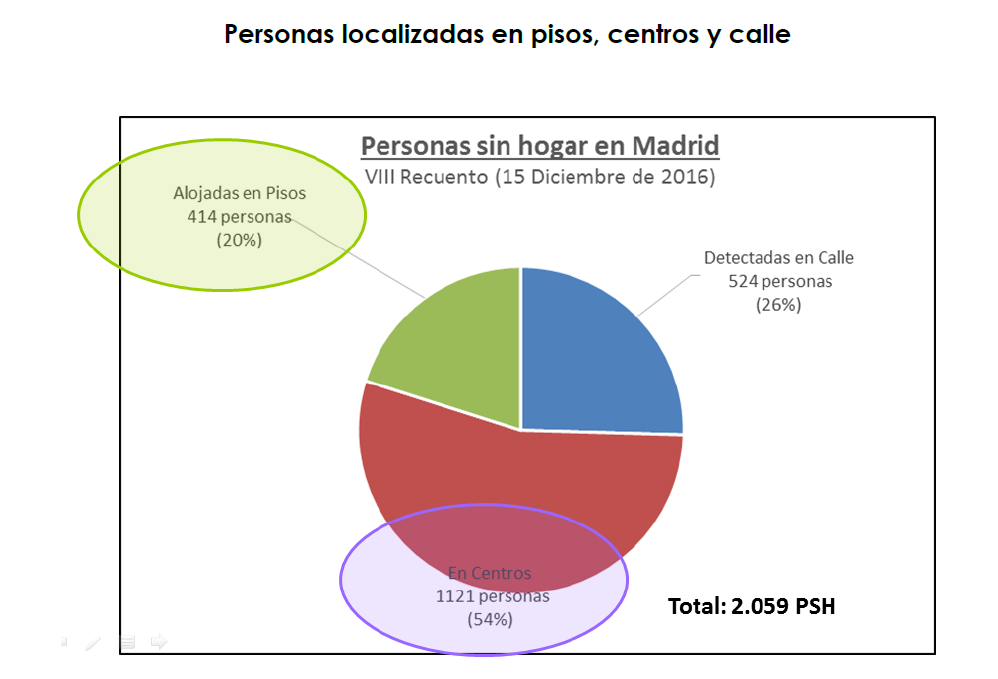 Personas localizadas en pisos, centros y calle
Personas sin hogar en Madrid
VIII Recuento (15 Diciembre de 2016)
Alojadas en Pisos
414 personas
(20%)
Detectadas en Calle
524 personas
(26%)
En Centros
1121 personas
(54%)
Total: 2.059 PSH